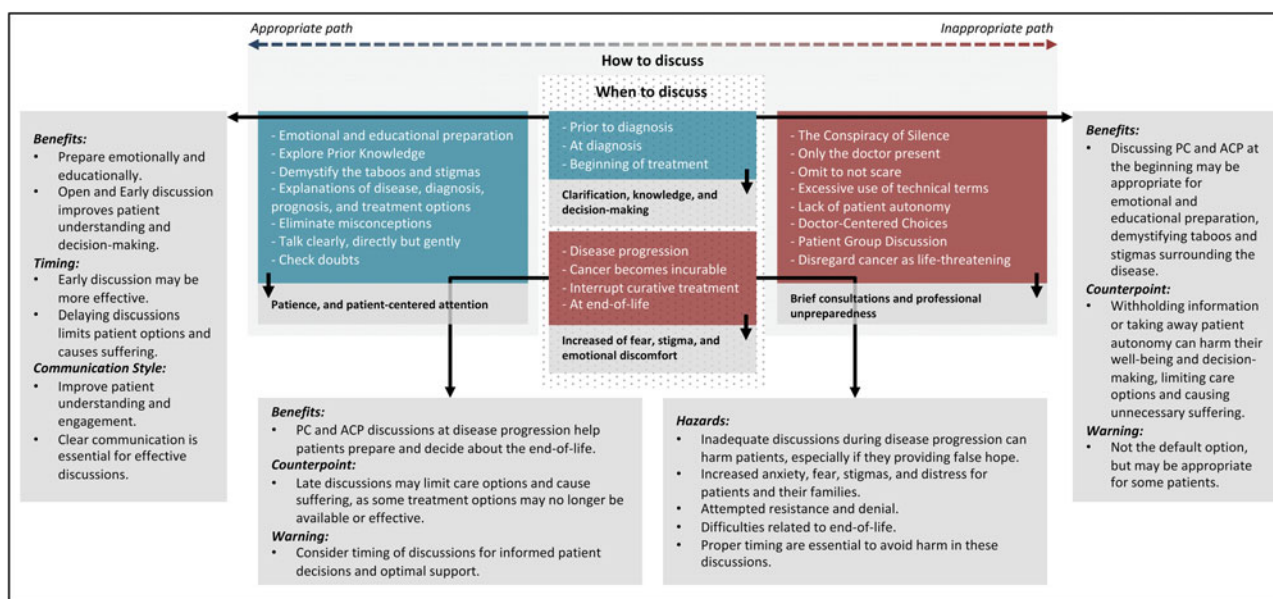 Appropriate path
Inappropriate path
How to discuss
When to discuss
Benefits:
• Prepare emotionally and
educationally.
• Open and Early discussion
improves patient
understanding and
decision-making.
Timing:
• Early discussion may be
more effective.
• Delaying discussions
limits patient options and
causes suffering.
Communication Style:
• Improve patient
understanding and
engagement.
• Clear communication is
essential for effective
discussions.
- Emotional and educational preparation
- Explore Prior Knowledge
- Demystify the taboos and stigmas
- Explanations of disease, diagnosis,
prognosis, and treatment options
- Eliminate misconceptions
- Talk clearly, directly but gently
- Check doubts
Patience, and patient-centered attention
- Prior to diagnosis
- At diagnosis
- Beginning of treatment
Clarification, knowledge, and
decision-making
- Disease progression
- Cancer becomes incurable
- Interrupt curative treatment
- At end-of-life
Increased of fear, stigma, and
emotional discomfort
- The Conspiracy of Silence
- Only the doctor present
- Omit to not scare
- Excessive use of technical terms
- Lack of patient autonomy
- Doctor-Centered Choices
- Patient Group Discussion
- Disregard cancer as life-threatening
Brief consultations and professional
unpreparedness
Benefits:
• Discussing PC and ACP at
the beginning may be
appropriate for
emotional and
educational preparation,
demystifying taboos and
stigmas surrounding the
disease.
Counterpoint:
• Withholding information
or taking away patient
autonomy can harm their
well-being and decision-
making, limiting care
options and causing
unnecessary suffering.
Warning:
• Not the default option,
but may be appropriate
for some patients.
Benefits:
• PC and ACP discussions at disease progression help
patients prepare and decide about the end-of-life.
Counterpoint:
• Late discussions may limit care options and cause
suffering, as some treatment options may no longer be
available or effective.
Warning:
• Consider timing of discussions for informed patient
decisions and optimal support.
Hazards:
• Inadequate discussions during disease progression can
harm patients, especially if they providing false hope.
• Increased anxiety, fear, stigmas, and distress for
patients and their families.
• Attempted resistance and denial.
• Difficulties related to end-of-life.
• Proper timing are essential to avoid harm in these
discussions.